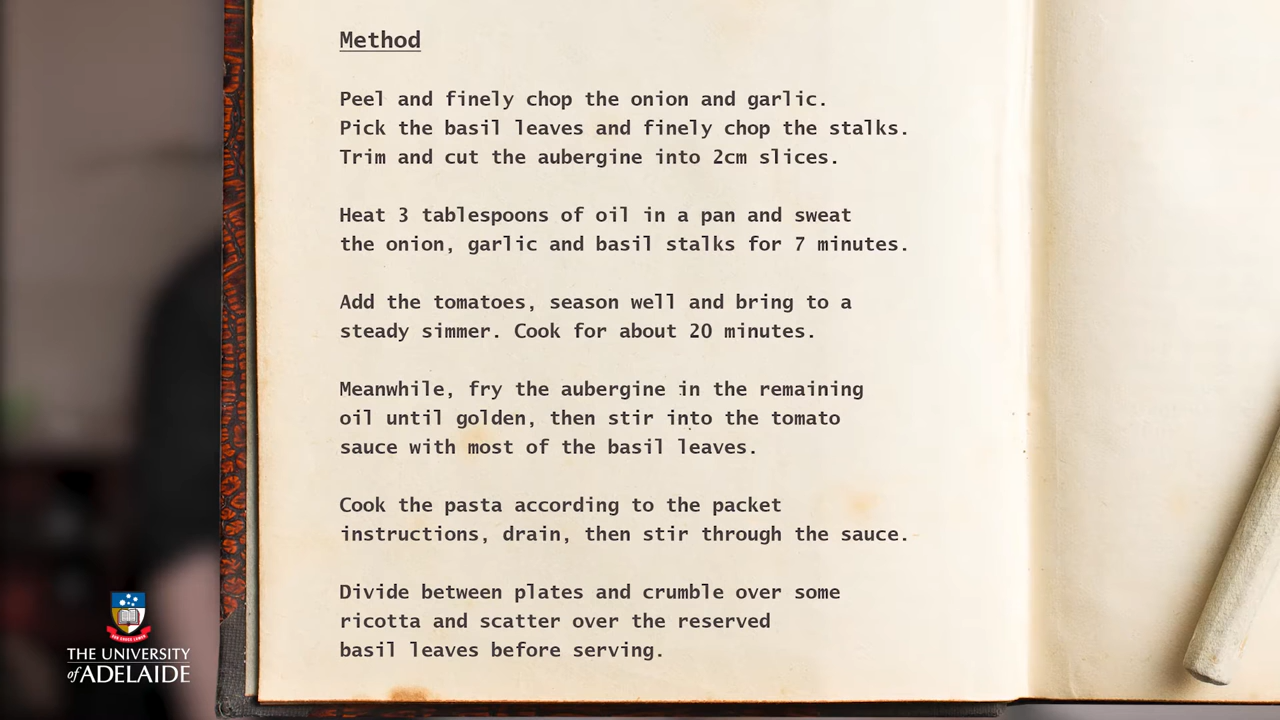 Method
Peel and finely chop the onion and garlic.
Pick the basil leaves and finely chop the stalks.
Trim and cut the aubergine into 2cm slices.
Heat 3 tablespoons of oil in a pan and sweat
the onion, garlic and basil stalks for 7 minutes.
Add the tomatoes, season well and bring to a
steady simmer. Cook for about 20 minutes.
Meanwhile, fry the aubergine in the remaining
oil until golden, then stir into the tomato
sauce with most of the basil leaves.
Cook the pasta according to the packet
instructions, drain, then stir through the sauce.
Divide between plates and crumble over some
ricotta and scatter over the reserved
basil leaves before serving.
THE UNIVERSITY
of ADELAIDE